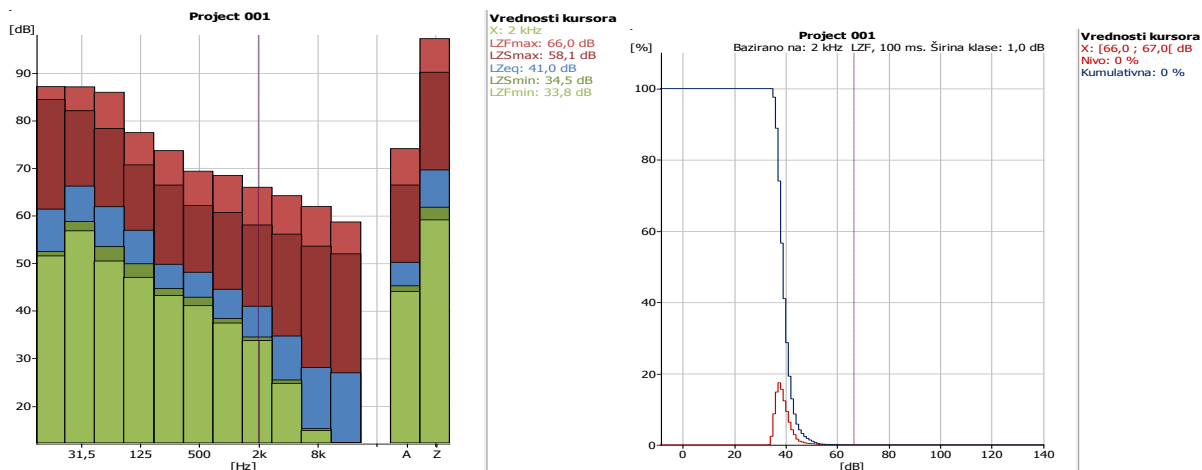 Project 001
[dB]
90
80
70
60
50
40
30
20
31,5 125 500 2k 8k A Z
[Hz]
Vrednosti kursora
X: 2 kHz
LZFmax: 66,0 dB
LZSmax: 58,1 dB
LZeq: 41,0 dB
LZSmin: 34,5 dB
LZFmin: 33,8 dB
Project 001
[%] Bazirano na: 2 kHz LZF, 100 ms. Širina klase: 1,0 dB
100
80
60
40
20
0
0 20 40 60 80 100 120 140
[dB]
Vrednosti kursora
X: [66,0 ; 67,0[ dB
Nivo: 0 %
Kumulativna: 0 %